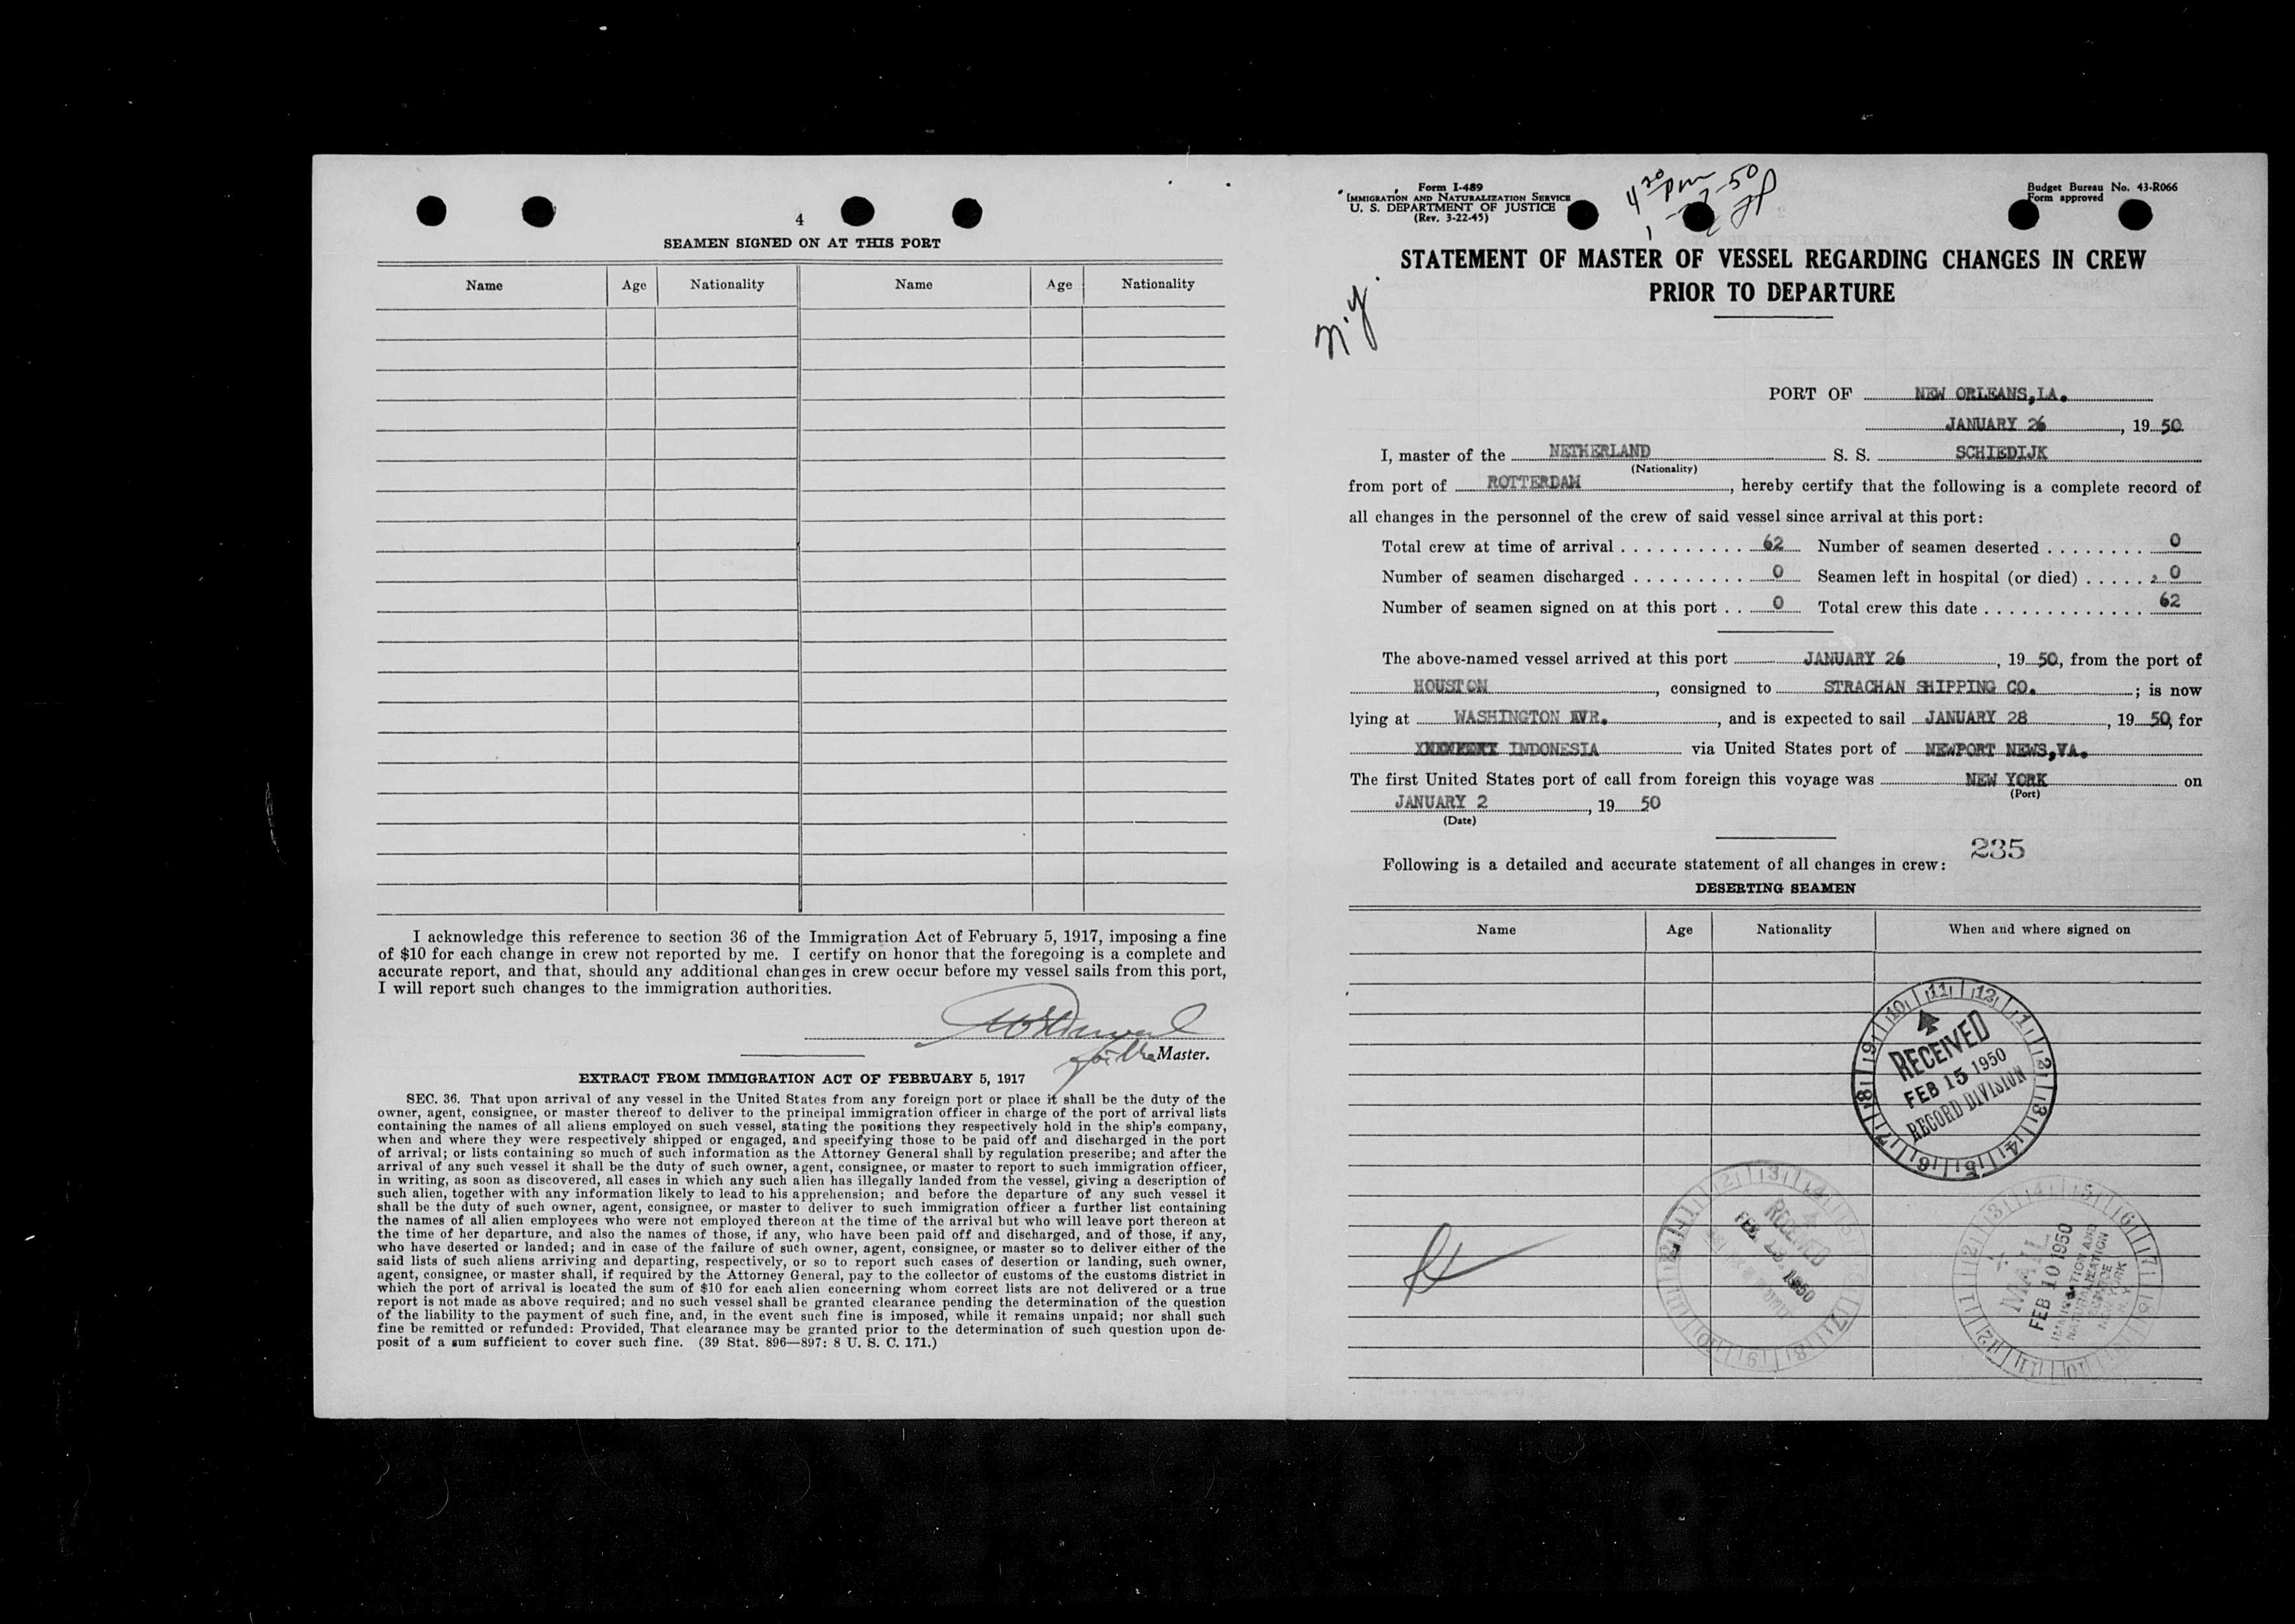 4
SEAMEN SIGNED ON AT THIS PORT
Name Age Nationality Name Age Nationality
I acknowledge this reference to section 36 of the Immigration Act of February 5, 1917, imposing a fine
of $10 for each change in crew not reported by me. I certify on honor that the foregoing is a complete and
accurate report, and that, should any additional changes in crew occur before my vessel sails from this port,
I will report such changes to the immigration authorities.
for the Master.
EXTRACT FROM IMMIGRATION ACT OF FEBRUARY 5, 1917
SEC. 36. That upon arrival of any vessel in the United States from any foreign port or place it shall be the duty of the
owner, agent, consignee, or master thereof to deliver to the principal immigration officer in charge of the port of arrival lists
containing the names of all aliens employed on such vessel, stating the positions they respectively hold in the ship's company,
when and where they were respectively shipped or engaged, and specifying those to be paid off and discharged in the port
of arrival; or lists containing so much of such information as the Attorney General shall by regulation prescribe; and after the
arrival of any such vessel it shall be the duty of such owner, agent, consignee, or master to report to such immigration officer,
in writing, as soon as discovered, all cases in which any such alien has illegally landed from the vessel, giving a description of
such alien, together with any information likely to lead to his apprehension; and before the departure of any such vessel it
shall be the duty of such owner, agent, consignee, or master to deliver to such immigration officer a further list containing
the names of all alien employees who were not employed thereon at the time of the arrival but who will leave port thereon at
the time of her departure, and also the names of those, if any, who have been paid off and discharged, and of those, if any,
who have deserted or landed; and in case of the failure of such owner, agent, consignee, or master so to deliver either of the
said lists of such aliens arriving and departing, respectively, or so to report such cases of desertion or landing, such owner,
agent, consignee, or master shall, if required by the Attorney General, pay to the collector of customs of the customs district in
which the port of arrival is located the sum of $10 for each alien concerning whom correct lists are not delivered or a true
report is not made as above required; and no such vessel shall be granted clearance pending the determination of the question
of the liability to the payment of such fine, and, in the event such fine is imposed, while it remains unpaid; nor shall such
fine be remitted or refunded: Provided, That clearance may be granted prior to the determination of such question upon de-
posit of a sum sufficient to cover such fine. (39 Stat. 896—897: 8 U. S. C. 171.)
Form I-489
IMMIGRATION AND NATURALIZATION SERVICE
U. S. DEPARTMENT OF JUSTICE
(Rev. 3-22-45)
4 20 pm
50
Budget Bureau No. 43-R066
Form approved
STATEMENT OF MASTER OF VESSEL REGARDING CHANGES IN CREW
PRIOR TO DEPARTURE
n.y.
PORT OF NEW ORLEANS,LA.
JANUARY 26, 19 50
I, master of the NETHERLAND S. S. SCHIEDIJK
(Nationality)
from port of ROTTERDAM, hereby certify that the following is a complete record of
all changes in the personnel of the crew of said vessel since arrival at this port:
Total crew at time of arrival 62 Number of seamen deserted 0
Number of seamen discharged 0 Seamen left in hospital (or died) 0
Number of seamen signed on at this port 0 Total crew this date 62
The above-named vessel arrived at this port JANUARY 26, 19 50, from the port of
HOUSTON, consigned to STRACHAN SHIPPING CO. ; is now
lying at WASHINGTON AVR., and is expected to sail JANUARY 28, 19 50, for
INDONESIA via United States port of NEWPORT NEWS,VA.
The first United States port of call from foreign this voyage was NEW YORK on
(Port)
JANUARY 2, 19 50
(Date)
235
Following is a detailed and accurate statement of all changes in crew:
DESERTING SEAMEN
Name Age Nationality When and where signed on
10 11 12 1 2 3 4 5 6 7 8 9
RECEIVED
FEB 15 1950
RECORD DIVISION
RECEIVED
1950
MAIL
FEB 10 1950
IMMIGRATION AND
NATURALIZATION
SERVICE
NEW YORK
N. Y.